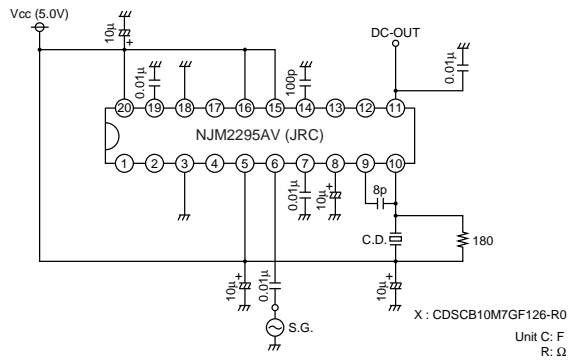 Vcc (5.0V)
10µ
+
0.01µ
100p
DC-OUT
0.01µ
20 19 18 17 16 15 14 13 12 11
NJM2295AV (JRC)
1 2 3 4 5 6 7 8 9 10
0.01µ
10µ
+
8p
C.D.
180
10µ
+
0.01µ
10µ
+
S.G.
X : CDSCB10M7GF126-R0
Unit C: F
R: Ω